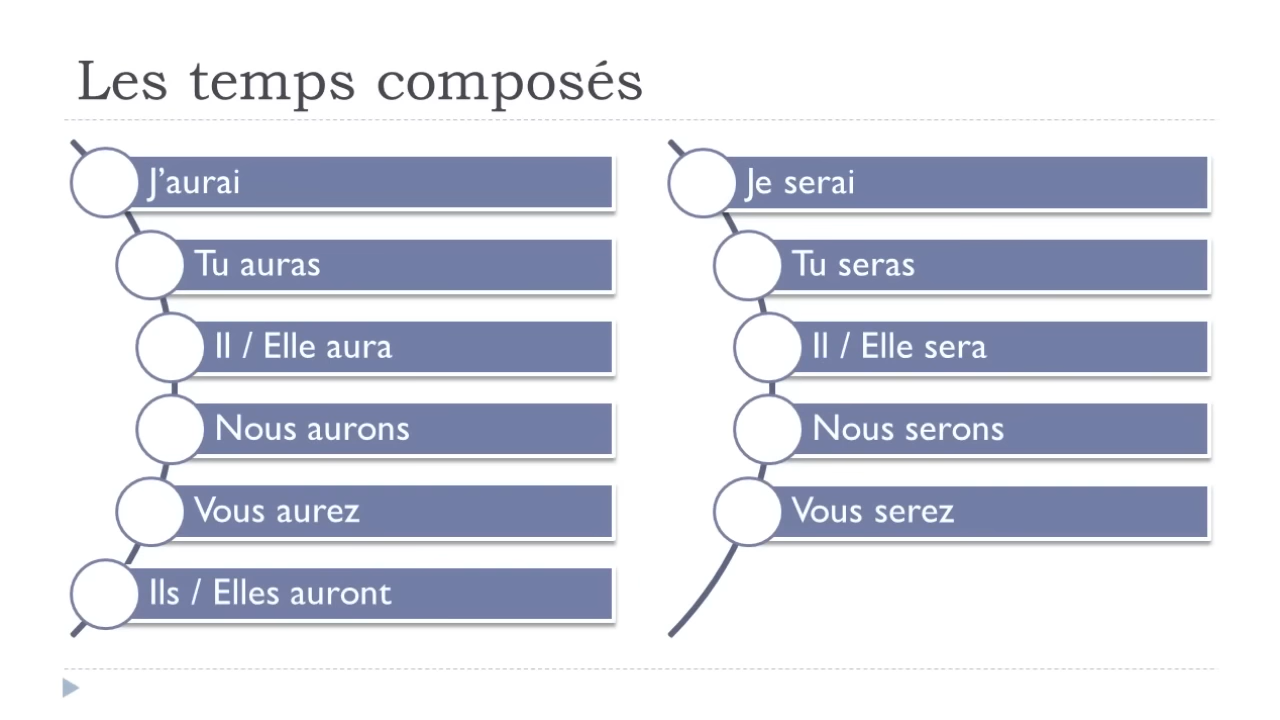 Les temps composés
J’aurai
Tu auras
Il / Elle aura
Nous aurons
Vous aurez
Ils / Elles auront
Je serai
Tu seras
Il / Elle sera
Nous serons
Vous serez